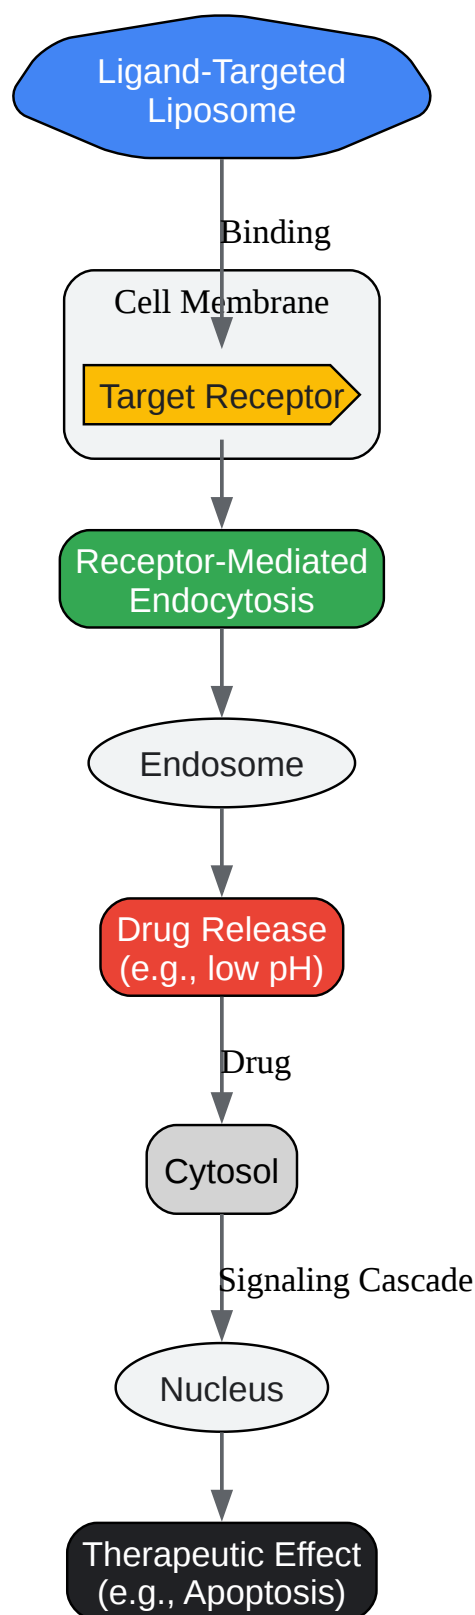 Ligand-Targeted
Liposome
Binding
Cell Membrane
Target Receptor
Receptor-Mediated
Endocytosis
Endosome
Drug Release
(e.g., low pH)
Drug
Cytosol
Signaling Cascade
Nucleus
Therapeutic Effect
(e.g., Apoptosis)